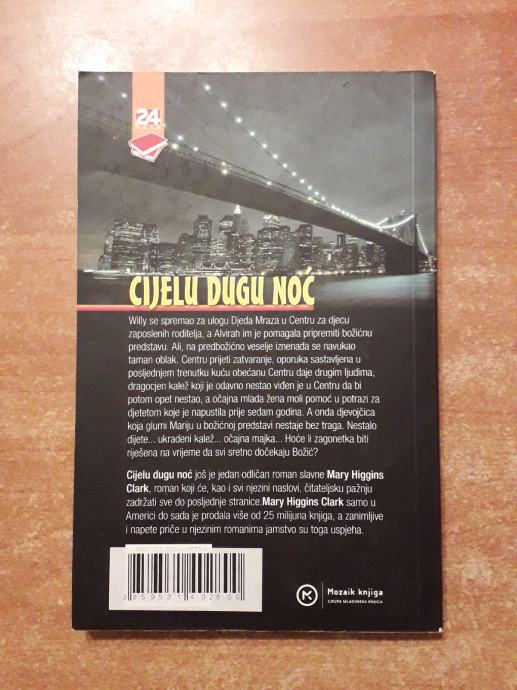 24
CIJELU DUGU NOĆ
Willy se spremao za ulogu Djeda Mraza u Centru za djecu
zaposlenih roditelja, a Alvirah im je pomagala pripremiti božićnu
predstavu. Ali, na predbožićno veselje iznenada se navukao
taman oblak. Centru prijeti zatvaranje, oporuka sastavljena u
posljednjem trenutku kuću obećanu Centru daje drugim ljudima,
dragocjen kalež koji je odavno nestao viđen je u Centru da bi
potom opet nestao, a očajna mlada žena moli pomoć u potrazi za
djetetom koje je napustila prije sedam godina. A onda djevojčica
koja glumi Mariju u božićnoj predstavi nestaje bez traga. Nestalo
dijete... ukradeni kalež... očajna majka... Hoće li zagonetka biti
riješena na vrijeme da svi sretno dočekaju Božić?
Cijelu dugu noć još je jedan odličan roman slavne Mary Higgins
Clark, roman koji će, kao i svi njezini naslovi, čitateljsku pažnju
zadržati sve do posljednje stranice.Mary Higgins Clark samo u
Americi do sada je prodala više od 25 milijuna knjiga, a zanimljive
i napete priče u njezinim romanima jamstvo su toga uspjeha.
Mozaik knjiga
GRUPA MLADINSKA KNJIGA